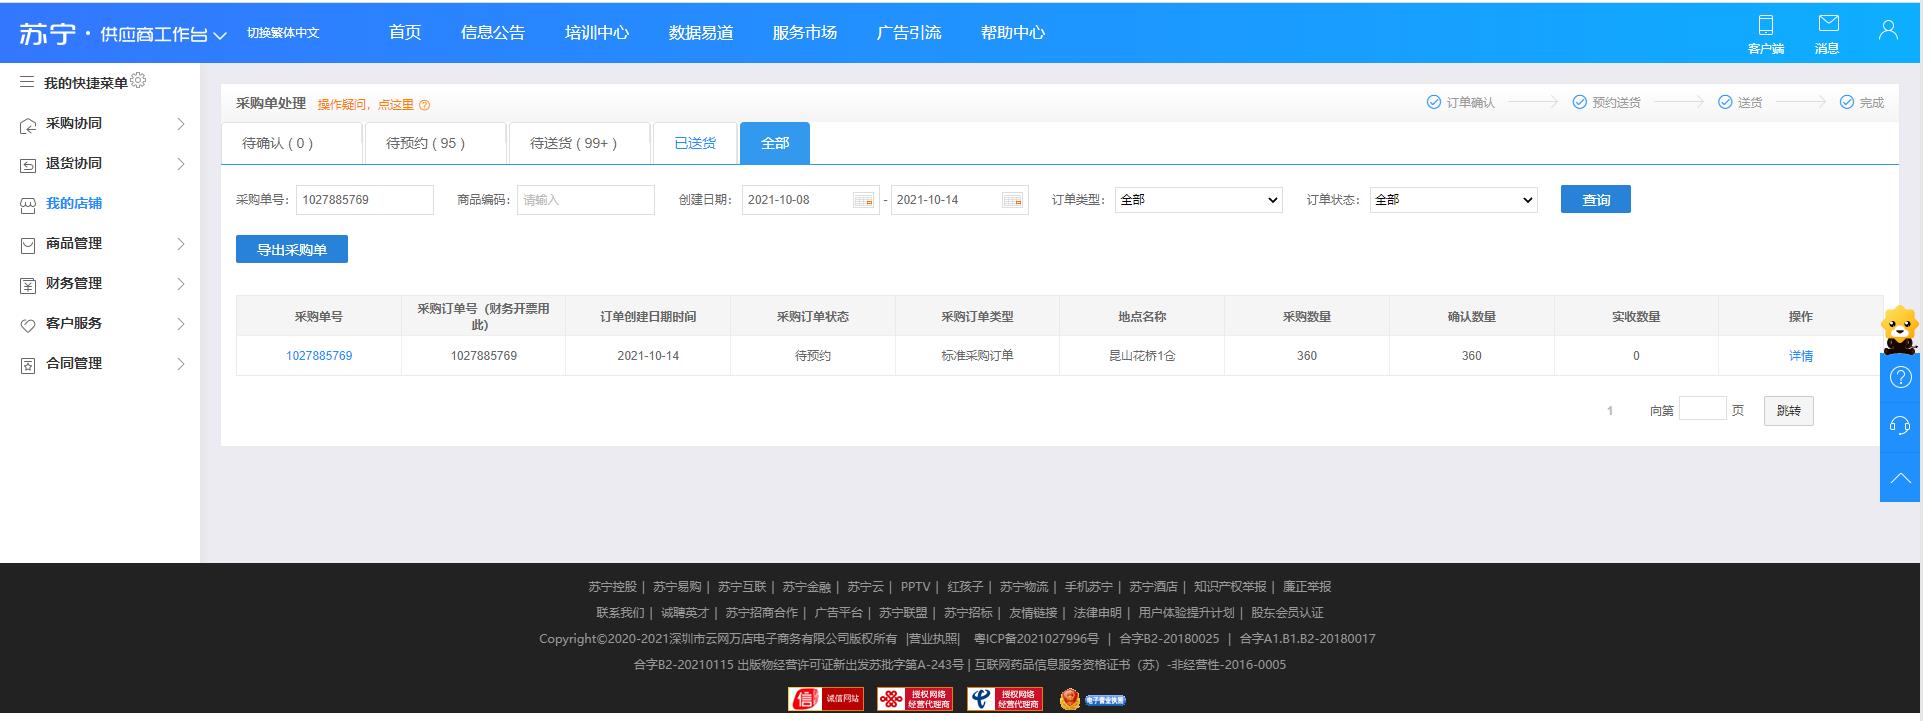 苏宁 · 供应商工作台 切换繁体中文 首页 信息公告 培训中心 数据易道 服务市场 广告引流 帮助中心 客户端 消息
我的快捷菜单
采购协同
退货协同
我的店铺
商品管理
财务管理
客户服务
合同管理
采购单处理 操作疑问，点这里 订单确认 预约送货 送货 完成
待确认 ( 0 ) 待预约 ( 95 ) 待送货 ( 99+ ) 已送货 全部
采购单号： 1027885769 商品编码： 请输入 创建日期： 2021-10-08 - 2021-10-14 订单类型： 全部 订单状态： 全部 查询
导出采购单
采购单号 采购订单号（财务开票用此） 订单创建日期时间 采购订单状态 采购订单类型 地点名称 采购数量 确认数量 实收数量 操作
1027885769 1027885769 2021-10-14 待预约 标准采购订单 昆山花桥1仓 360 360 0 详情
1 向第 页 跳转
苏宁控股 | 苏宁易购 | 苏宁互联 | 苏宁金融 | 苏宁云 | PPTV | 红孩子 | 苏宁物流 | 手机苏宁 | 苏宁酒店 | 知识产权举报 | 廉正举报
联系我们 | 诚聘英才 | 苏宁招商合作 | 广告平台 | 苏宁联盟 | 苏宁招标 | 友情链接 | 法律申明 | 用户体验提升计划 | 股东会员认证
Copyright©2020-2021深圳市云网万店电子商务有限公司版权所有 |营业执照| 粤ICP备2021027996号 | 合字B2-20180025 | 合字A1.B1.B2-20180017
合字B2-20210115 出版物经营许可证新出发苏批字第A-243号 | 互联网药品信息服务资格证书（苏）-非经营性-2016-0005
信 诚信网站 授权网络经营代理商 授权网络经营代理商 电子营业执照